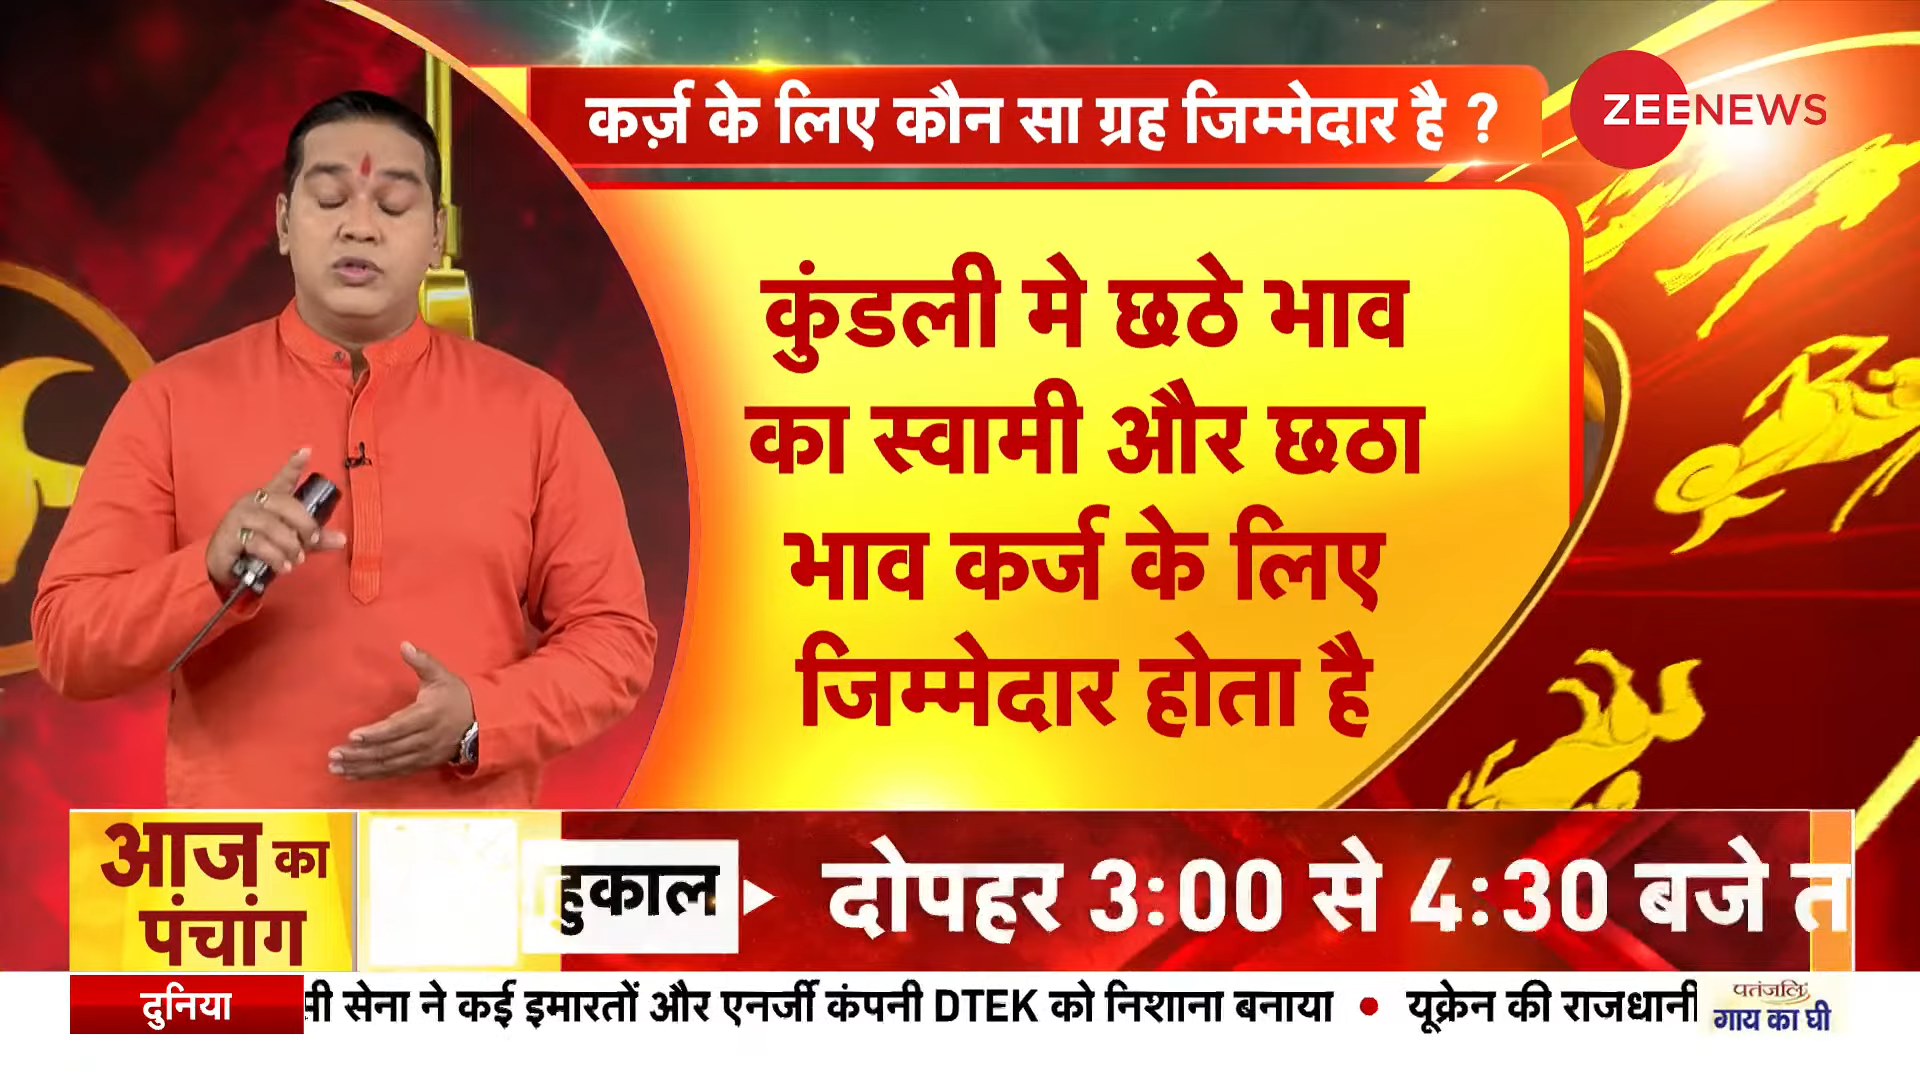 कर्ज़ के लिए कौन सा ग्रह जिम्मेदार है ?
ZEENEWS
कुंडली मे छठे भाव
का स्वामी और छठा
भाव कर्ज के लिए
जिम्मेदार होता है
आज का
पंचांग
हुकाल
दोपहर 3:00 से 4:30 बजे त
दुनिया
सी सेना ने कई इमारतों और एनर्जी कंपनी DTEK को निशाना बनाया • यूक्रेन की राजधानी
पतंजलि
गाय का घी